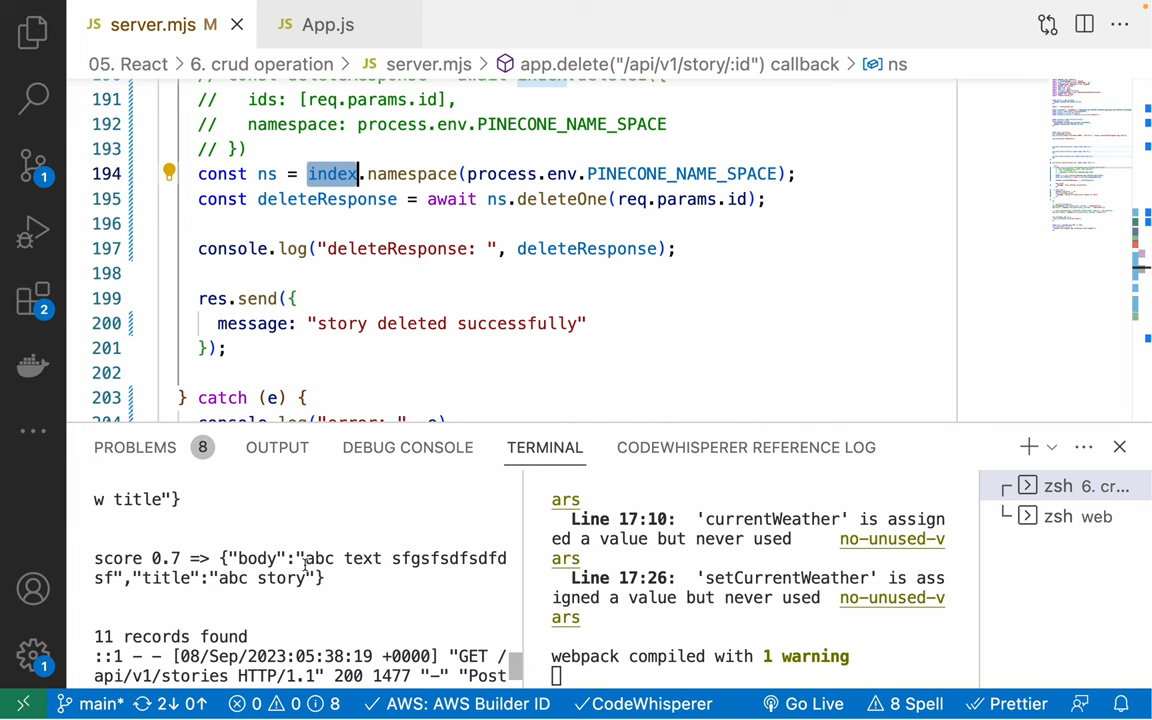 JS server.mjs M
JS App.js
05. React > 6. crud operation > JS server.mjs > app.delete("/api/v1/story/:id") callback > ns
191 //   ids: [req.params.id],
192 //   namespace: process.env.PINECONE_NAME_SPACE
193 // })
194 const ns = index.namespace(process.env.PINECONE_NAME_SPACE);
195 const deleteResponse = await ns.deleteOne(req.params.id);
196
197 console.log("deleteResponse: ", deleteResponse);
198
199 res.send({
200 message: "story deleted successfully"
201 });
202
203 } catch (e) {
PROBLEMS 8 OUTPUT DEBUG CONSOLE TERMINAL CODEWHISPERER REFERENCE LOG
w title"}
score 0.7 => {"body":"abc text sfgsfsdfsdfd
sf","title":"abc story"}
11 records found
::1 - - [08/Sep/2023:05:38:19 +0000] "GET /
api/v1/stories HTTP/1.1" 200 1477 "-" "Post
ars
Line 17:10: 'currentWeather' is assign
ed a value but never used no-unused-v
ars
Line 17:26: 'setCurrentWeather' is ass
igned a value but never used no-unused-v
ars
webpack compiled with 1 warning
zsh 6. cr...
zsh web
1
2
1
main* 2↓ 0↑ 0 0 8 AWS: AWS Builder ID CodeWhisperer Go Live 8 Spell Prettier